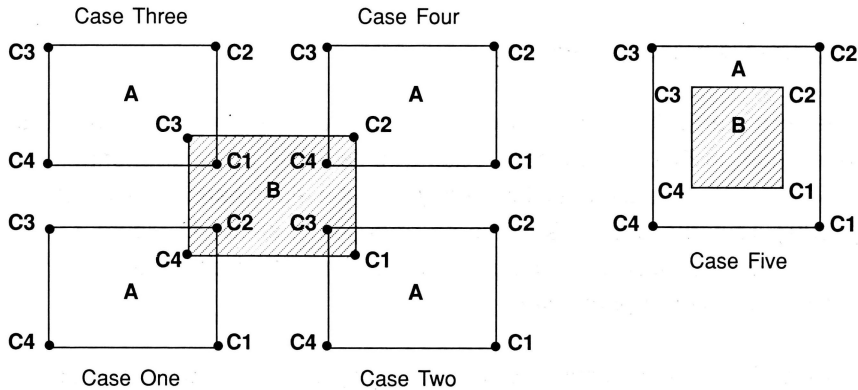 Case Three Case Four
C3 C2 C3 C2 C3 C2
A A A
C3 C2 C3 C2
B
C4 C1 C4 C1
B
C4 C1
C3 C2 C3 C2 C4 C1
C4 C1 Case Five
A A
C4 C1 C4 C1
Case One Case Two